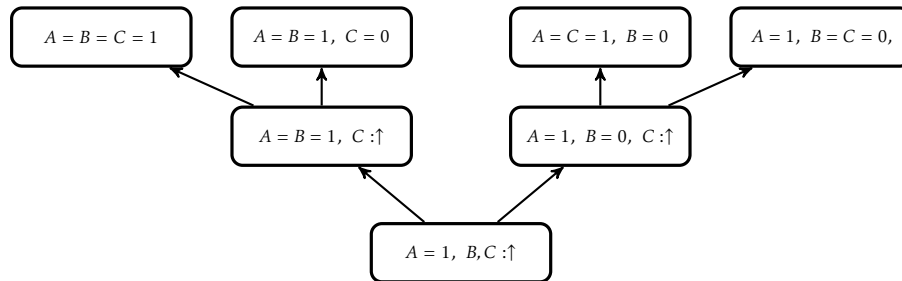 A = B = C = 1
A = B = 1, C = 0
A = C = 1, B = 0
A = 1, B = C = 0,
A = B = 1, C :↑
A = 1, B = 0, C :↑
A = 1, B, C :↑